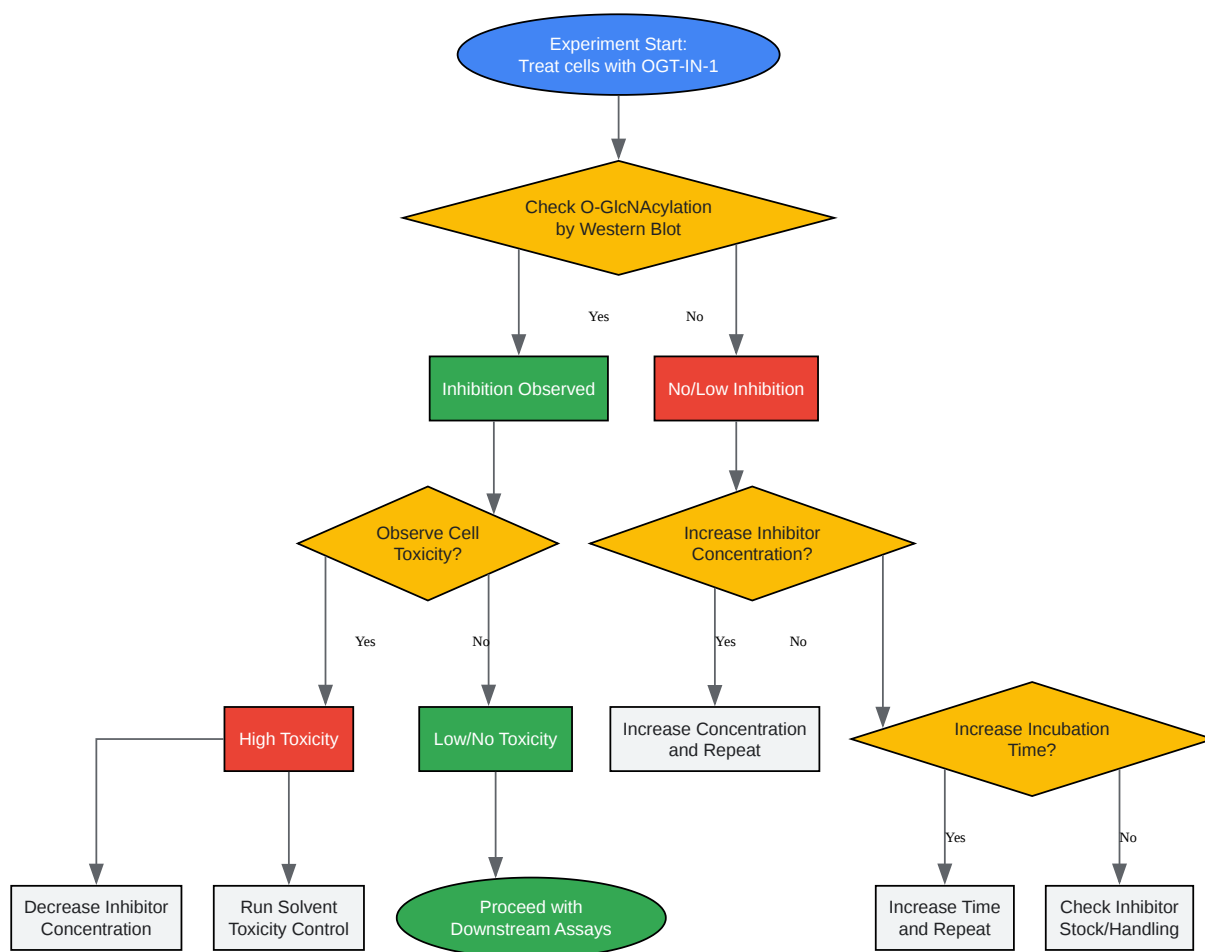 Experiment Start:
Treat cells with OGT-IN-1
Check O-GlcNAcylation
by Western Blot
Yes
No
Inhibition Observed
No/Low Inhibition
Observe Cell
Toxicity?
Increase Inhibitor
Concentration?
Yes
No
Yes
No
High Toxicity
Low/No Toxicity
Increase Concentration
and Repeat
Increase Incubation
Time?
Yes
No
Decrease Inhibitor
Concentration
Run Solvent
Toxicity Control
Proceed with
Downstream Assays
Increase Time
and Repeat
Check Inhibitor
Stock/Handling